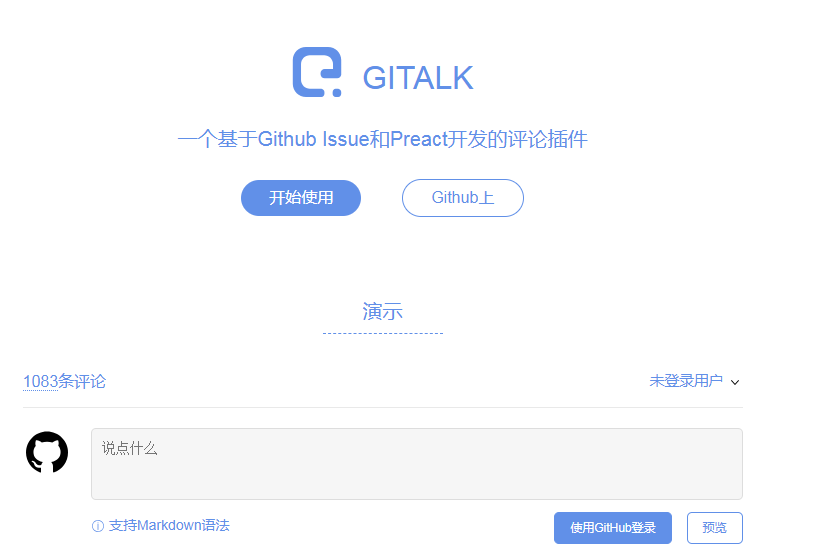 GITALK
一个基于Github Issue和Preact开发的评论插件
开始使用
Github上
演示
1083条评论
未登录用户
说点什么
支持Markdown语法
使用GitHub登录
预览